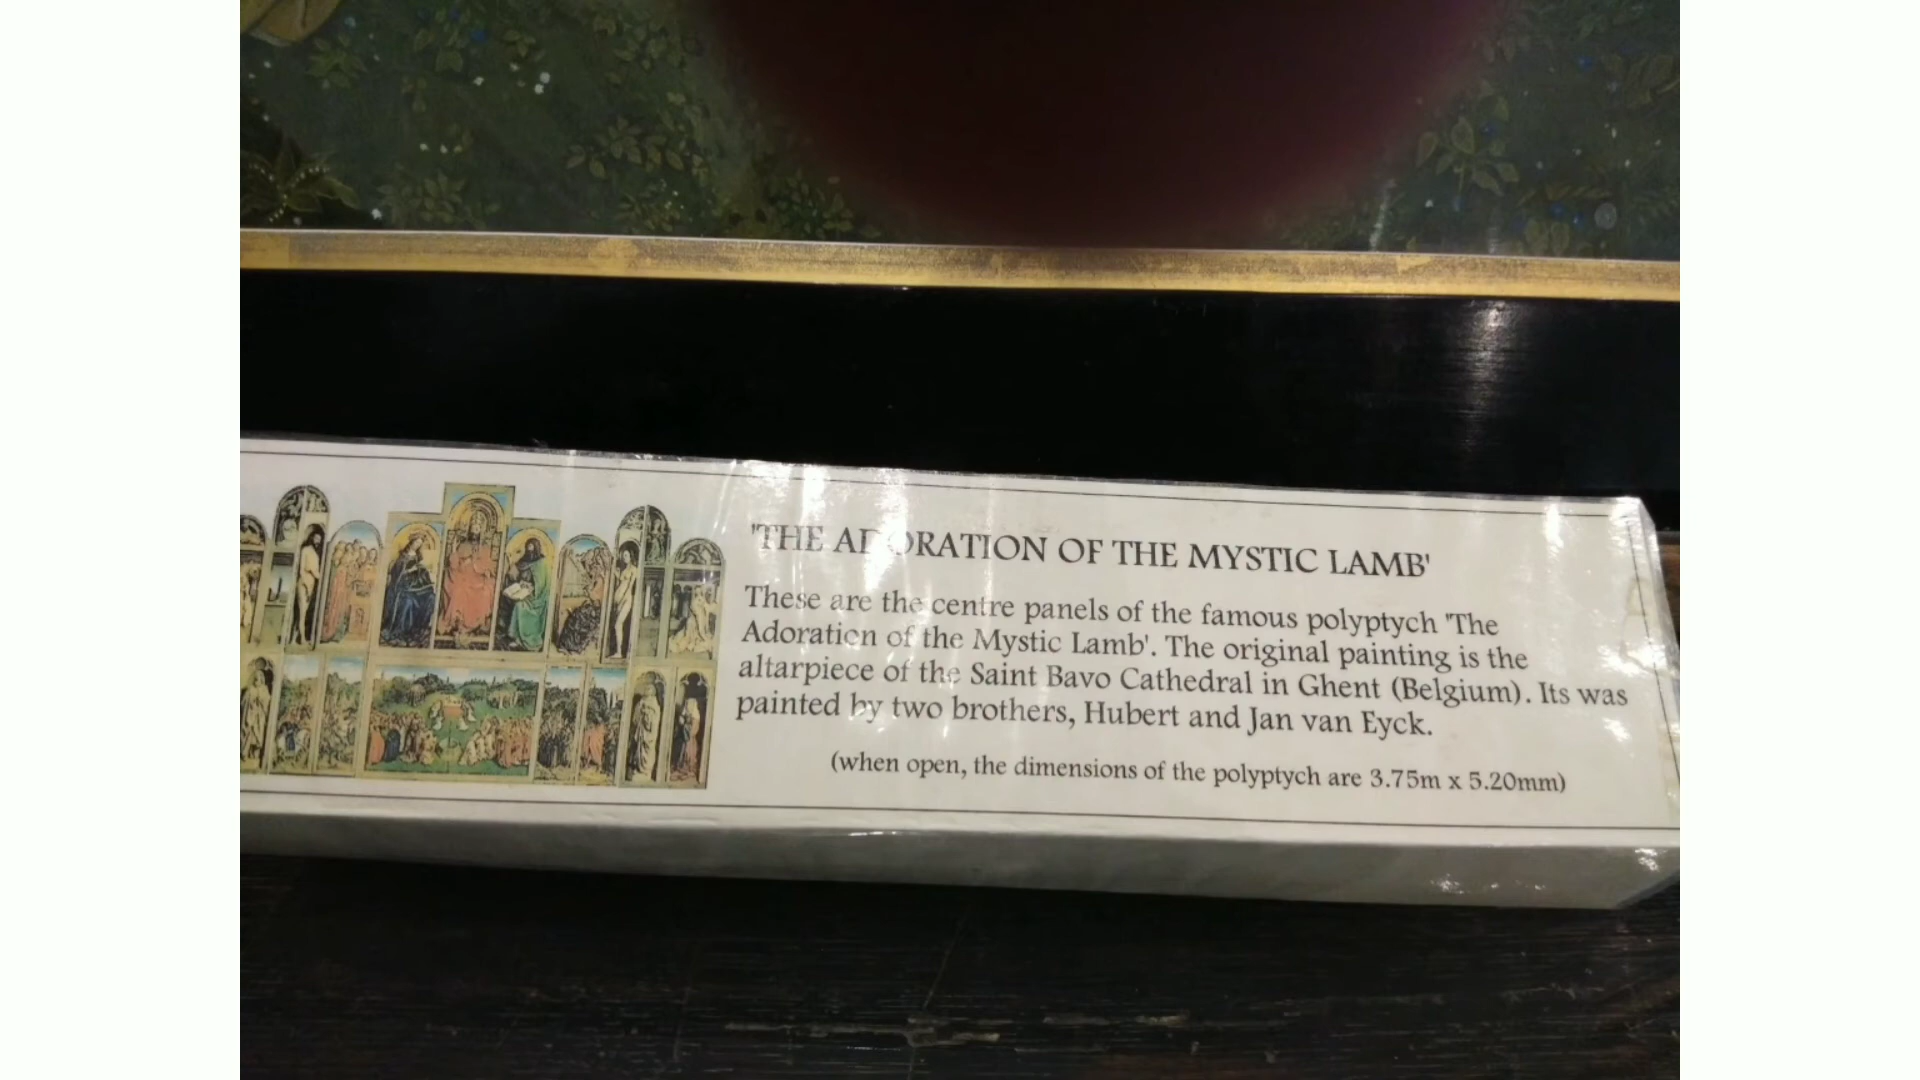 'THE ADORATION OF THE MYSTIC LAMB'
These are the centre panels of the famous polyptych 'The
Adoration of the Mystic Lamb'. The original painting is the
altarpiece of the Saint Bavo Cathedral in Ghent (Belgium). Its was
painted by two brothers, Hubert and Jan van Eyck.
(when open, the dimensions of the polyptych are 3.75m x 5.20mm)